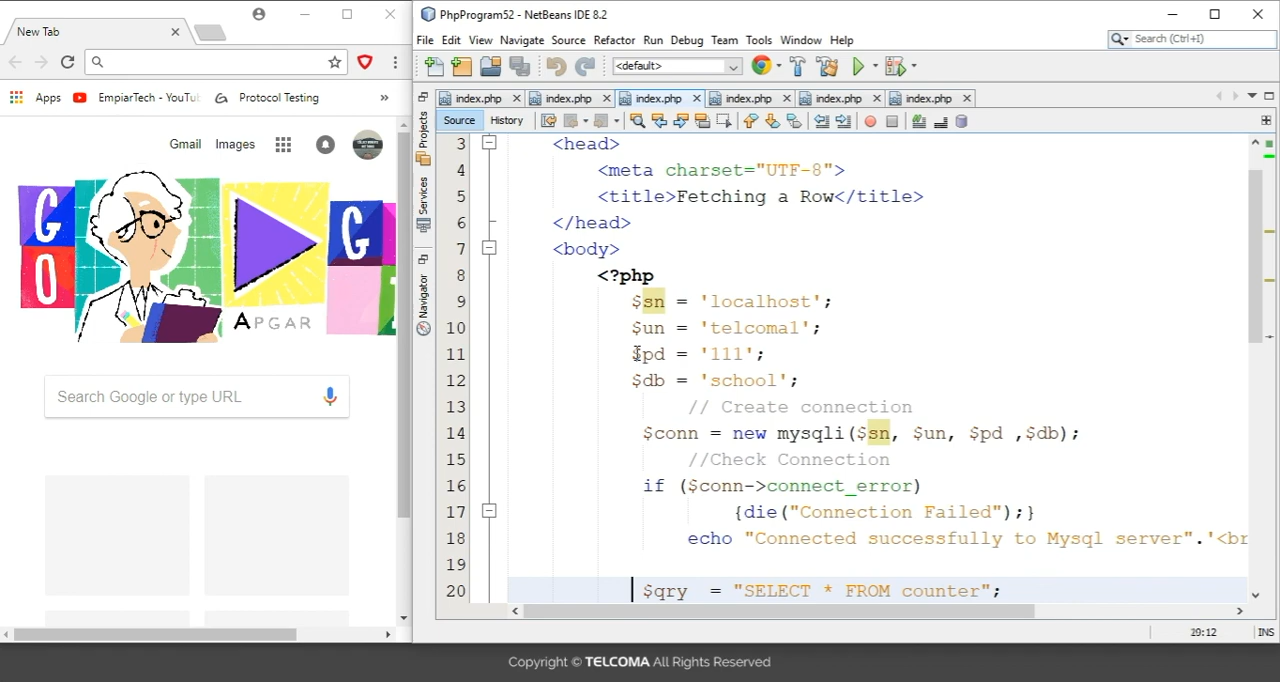 New Tab
Apps
EmpiarTech - YouTu
Protocol Testing
»
Gmail
Images
GO
G
APGAR
Search Google or type URL
PhpProgram52 - NetBeans IDE 8.2
File Edit View Navigate Source Refactor Run Debug Team Tools Window Help
Search (Ctrl+I)
<default>
index.php index.php index.php index.php index.php index.php
Source History
Projects
Services
Navigator
3 <head>
4 <meta charset="UTF-8">
5 <title>Fetching a Row</title>
6 </head>
7 <body>
8 <?php
9 $sn = 'localhost';
10 $un = 'telcoma1';
11 $pd = '111';
12 $db = 'school';
13 // Create connection
14 $conn = new mysqli($sn, $un, $pd ,$db);
15 //Check Connection
16 if ($conn->connect_error)
17 {die("Connection Failed");}
18 echo "Connected successfully to Mysql server".'<br
19
20 $qry = "SELECT * FROM counter";
20:12 INS
Copyright © TELCOMA All Rights Reserved